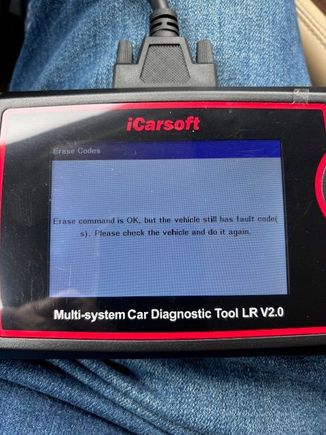 iCarsoft
Erase Codes
Erase command is OK, but the vehicle still has fault code(
s). Please check the vehicle and do it again.
Multi-system Car Diagnostic Tool LR V2.0